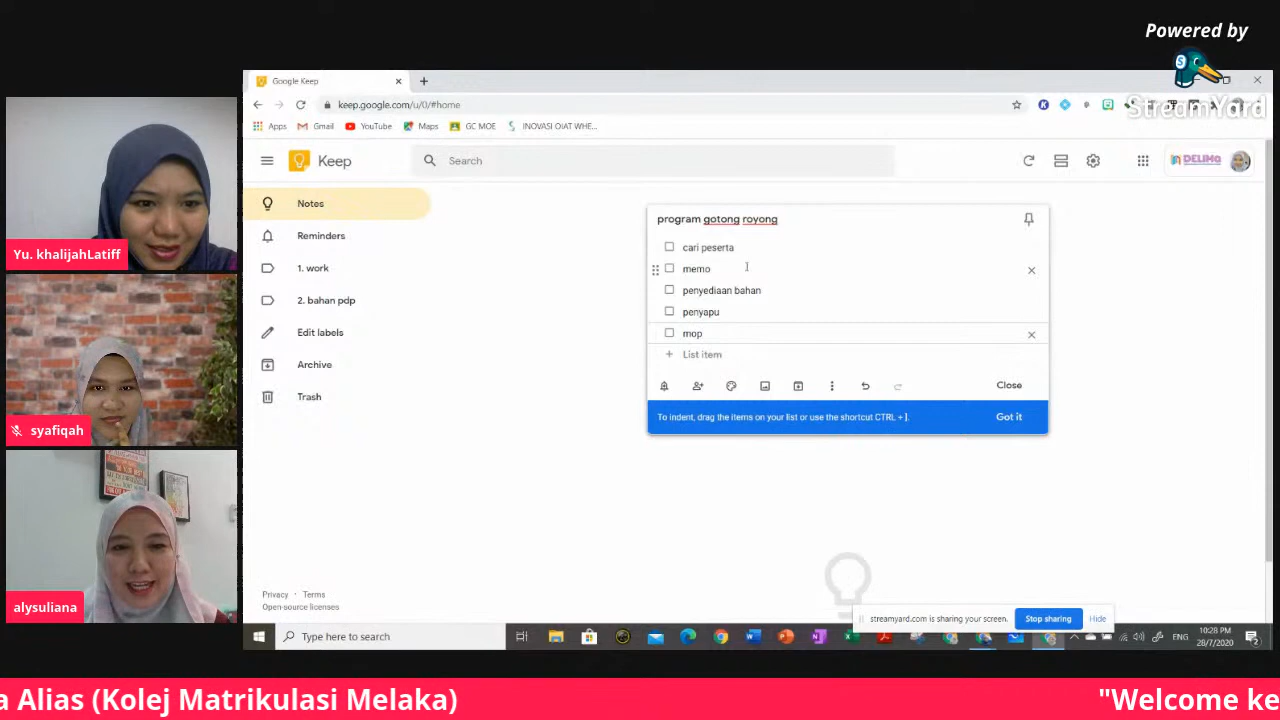 Powered by
StreamYard
Google Keep
keep.google.com/u/0/#home
Apps Gmail YouTube Maps GC MOE INOVASI OIAT WHE...
Keep
Search
DELIMa
Notes
Reminders
1. work
2. bahan pdp
Edit labels
Archive
Trash
program gotong royong
cari peserta
memo
penyediaan bahan
penyapu
mop
List item
Close
To indent, drag the items on your list or use the shortcut CTRL + ].
Got it
Yu. khalijahLatiff
syafiqah
alysuliana
Privacy · Terms
Open-source licenses
streamyard.com is sharing your screen. Stop sharing Hide
Type here to search
ENG
10:28 PM
28/7/2020
a Alias (Kolej Matrikulasi Melaka)
"Welcome ke